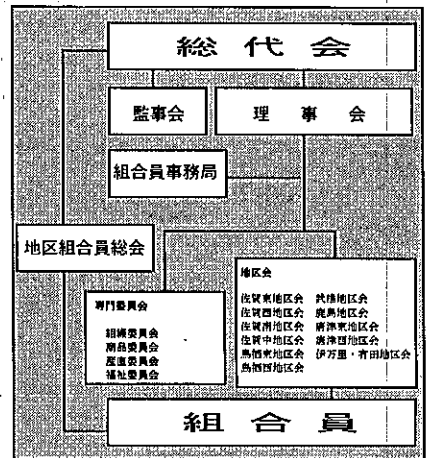 総代会
監事会
理事会
組合員事務局
地区組合員総会
専門委員会
組織委員会
商品委員会
産直委員会
福祉委員会
地区会
佐賀東地区会 武雄地区会
佐賀西地区会 鹿島地区会
佐賀南地区会 唐津東地区会
佐賀中地区会 唐津西地区会
鳥栖東地区会 伊万里・有田地区会
鳥栖西地区会
組合員